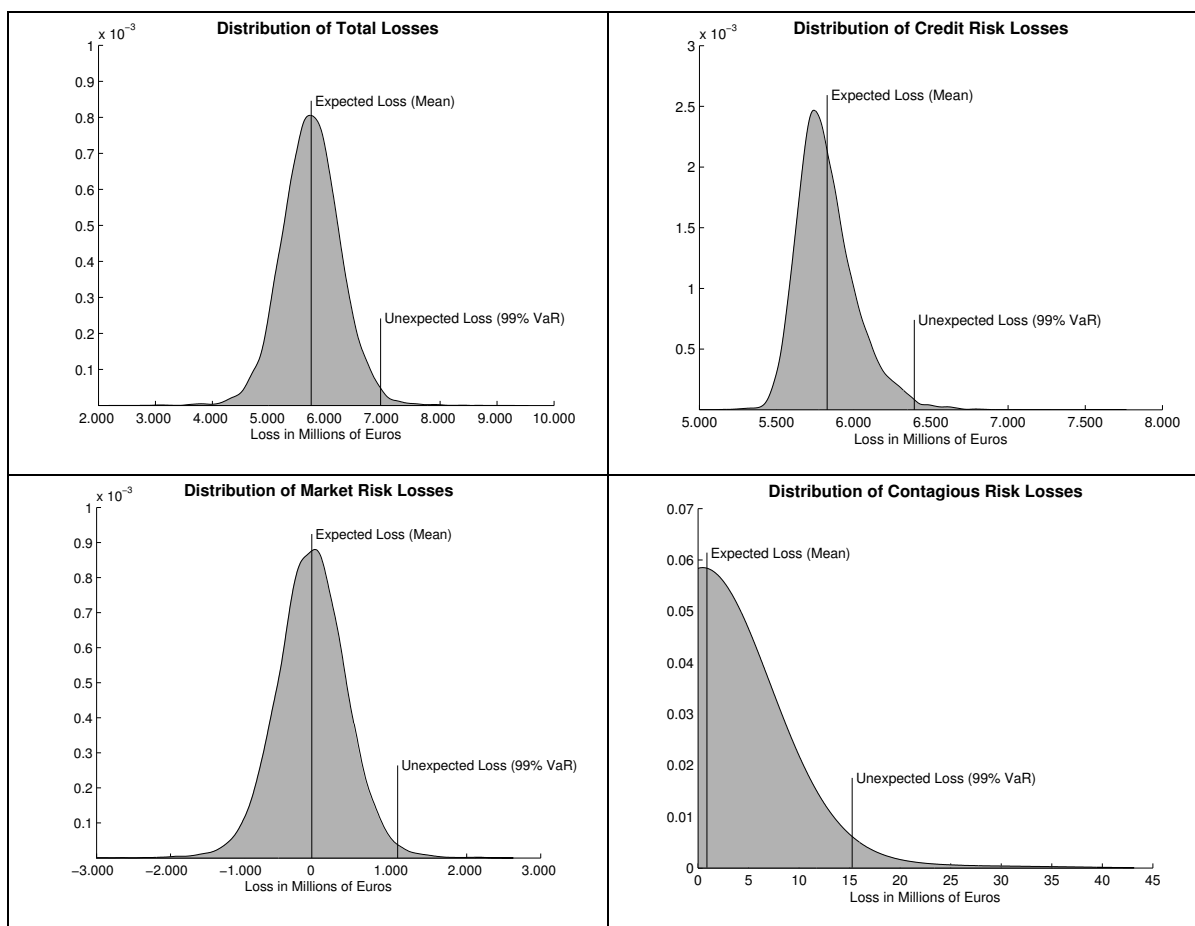 Distribution of Total Losses
x 10⁻³
1
0.9
0.8
0.7
0.6
0.5
0.4
0.3
0.2
0.1
Expected Loss (Mean)
Unexpected Loss (99% VaR)
2.000 3.000 4.000 5.000 6.000 7.000 8.000 9.000 10.000
Loss in Millions of Euros
Distribution of Credit Risk Losses
x 10⁻³
3
2.5
2
1.5
1
0.5
Expected Loss (Mean)
Unexpected Loss (99% VaR)
5.000 5.500 6.000 6.500 7.000 7.500 8.000
Loss in Millions of Euros
Distribution of Market Risk Losses
x 10⁻³
1
0.9
0.8
0.7
0.6
0.5
0.4
0.3
0.2
0.1
Expected Loss (Mean)
Unexpected Loss (99% VaR)
−3.000 −2.000 −1.000 0 1.000 2.000 3.000
Loss in Millions of Euros
Distribution of Contagious Risk Losses
0.07
0.06
0.05
0.04
0.03
0.02
0.01
0
Expected Loss (Mean)
Unexpected Loss (99% VaR)
0 5 10 15 20 25 30 35 40 45
Loss in Millions of Euros